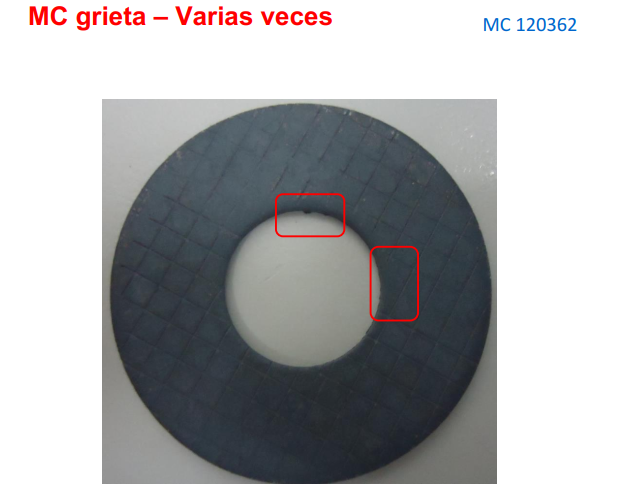 MC grieta – Varias veces
MC 120362